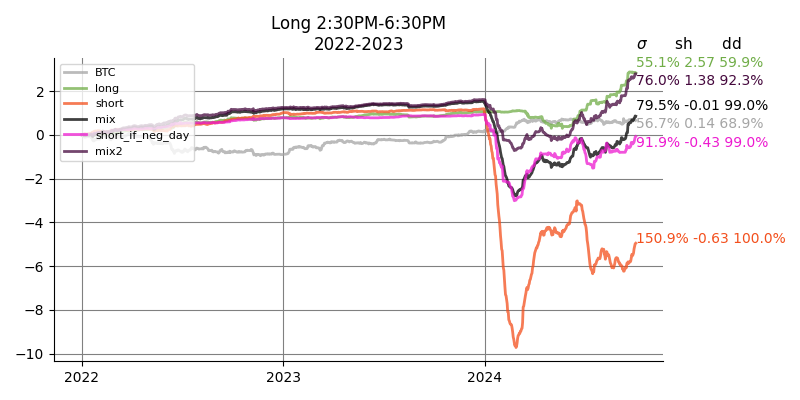 Long 2:30PM-6:30PM
2022-2023
σ sh dd
55.1% 2.57 59.9%
76.0% 1.38 92.3%
79.5% -0.01 99.0%
56.7% 0.14 68.9%
91.9% -0.43 99.0%
150.9% -0.63 100.0%
BTC
long
short
mix
short_if_neg_day
mix2
2
0
−2
−4
−6
−8
−10
2022
2023
2024